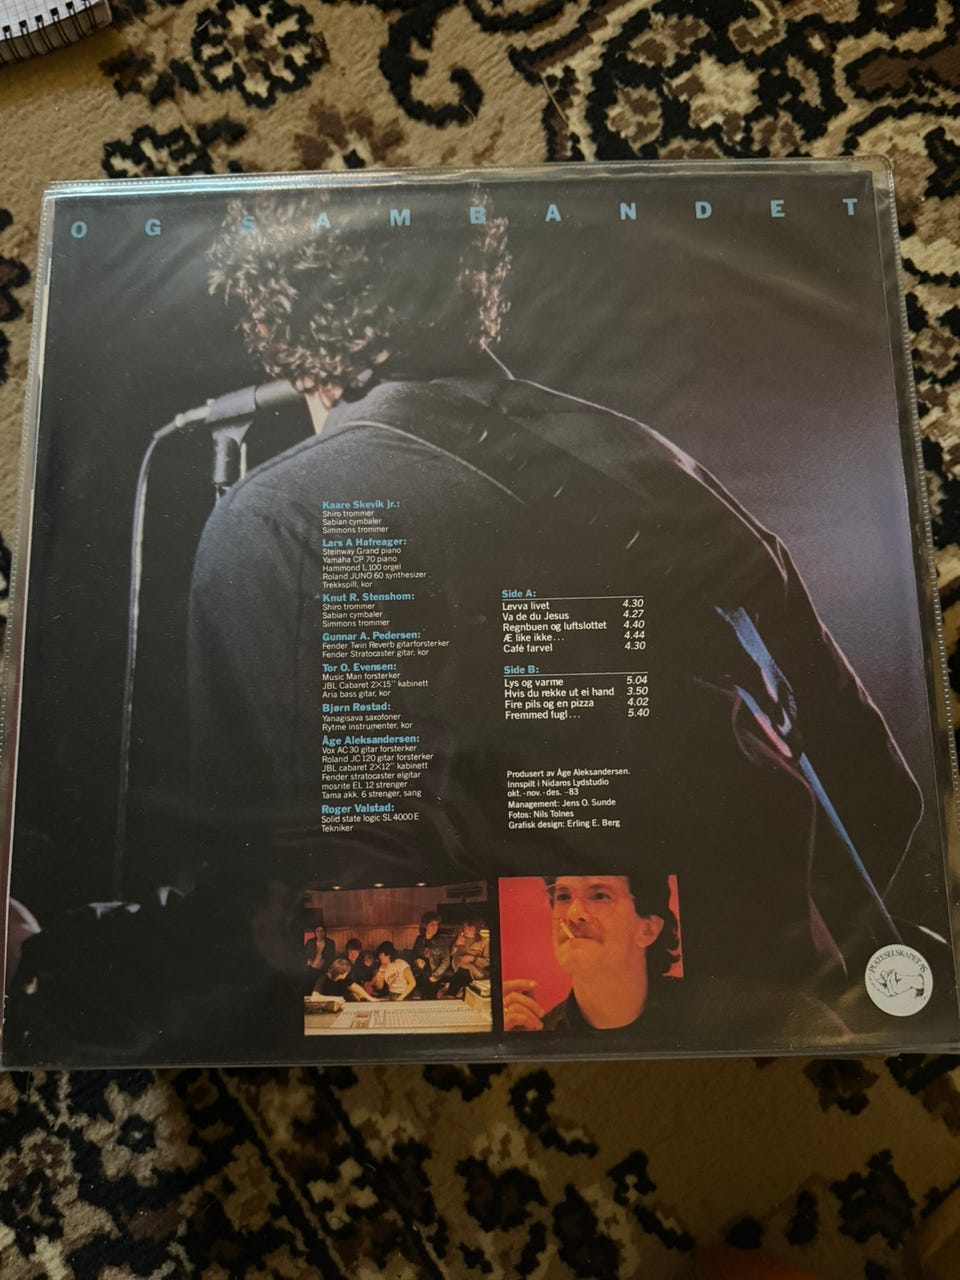 OG SAMBANDET
Kaare Skevik jr.:
Shiro trommer
Sabian cymbaler
Simmons trommer
Lars A Hafreager:
Steinway Grand piano
Yamaha CP 70 piano
Hammond L 100 orgel
Roland JUNO 60 synthesizer
Trekkspill, kor
Knut R. Stenshom:
Shiro trommer
Sabian cymbaler
Simmons trommer
Gunnar A. Pedersen:
Fender Twin Reverb gitarforsterker
Fender Stratocaster gitar, kor
Tor O. Evensen:
Music Man forsterker
JBL Cabaret 2×15" kabinett
Aria bass gitar, kor
Bjørn Røstad:
Yanagisava saxofoner
Rytme instrumenter, kor
Åge Aleksandersen:
Vox AC 30 gitar forsterker
Roland JC 120 gitar forsterker
JBL cabaret 2×12" kabinett
Fender stratocaster elgitar
mosrite EL 12 strenger
Tama akk. 6 strenger, sang
Roger Valstad:
Solid state logic SL 4000 E
Tekniker
Side A:
Levva livet 4.30
Va de du Jesus 4.27
Regnbuen og luftslottet 4.40
Æ like ikke... 4.44
Café farvel 4.30
Side B:
Lys og varme 5.04
Hvis du rekke ut ei hand 3.50
Fire pils og en pizza 4.02
Fremmed fugl... 5.40
Produsert av Åge Aleksandersen.
Innspilt i Nidaros Lydstudio
okt.-nov.-des. -83
Management: Jens O. Sunde
Fotos: Nils Tolnes
Grafisk design: Erling E. Berg
PLATESELSKAPET AS